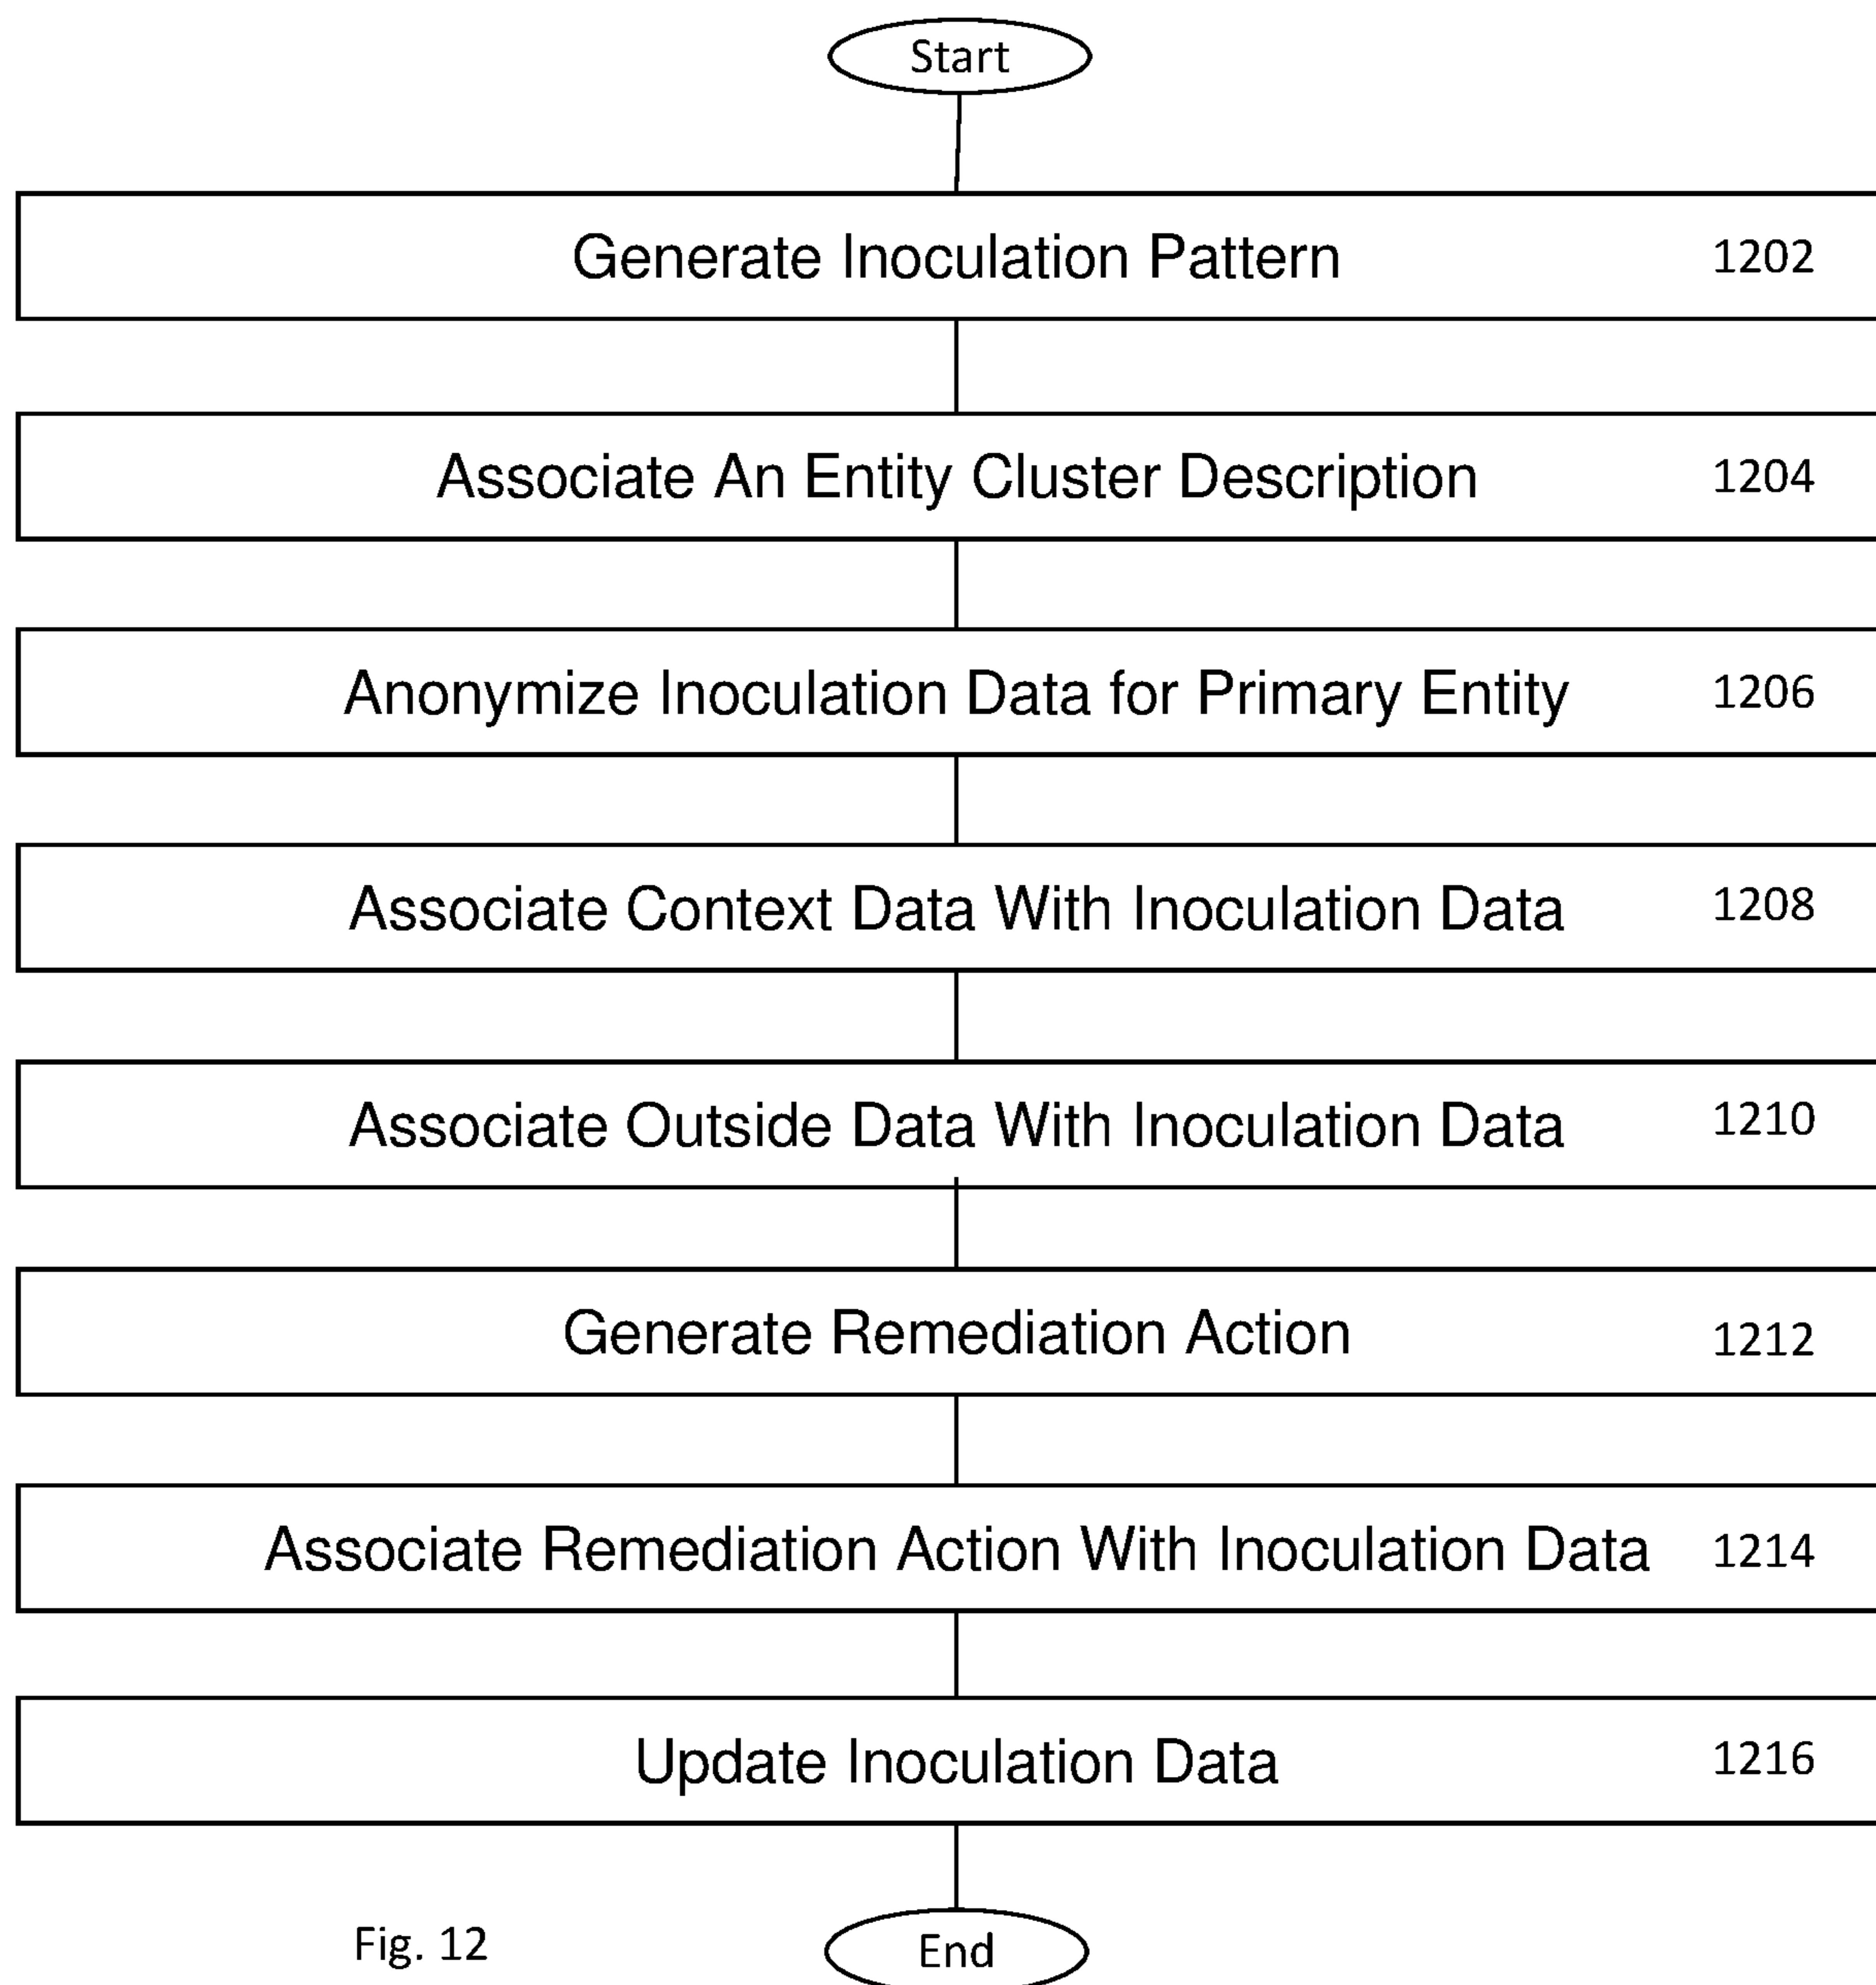 Start
Generate Inoculation Pattern 1202
Associate An Entity Cluster Description 1204
Anonymize Inoculation Data for Primary Entity 1206
Associate Context Data With Inoculation Data 1208
Associate Outside Data With Inoculation Data 1210
Generate Remediation Action 1212
Associate Remediation Action With Inoculation Data 1214
Update Inoculation Data 1216
Fig. 12
End